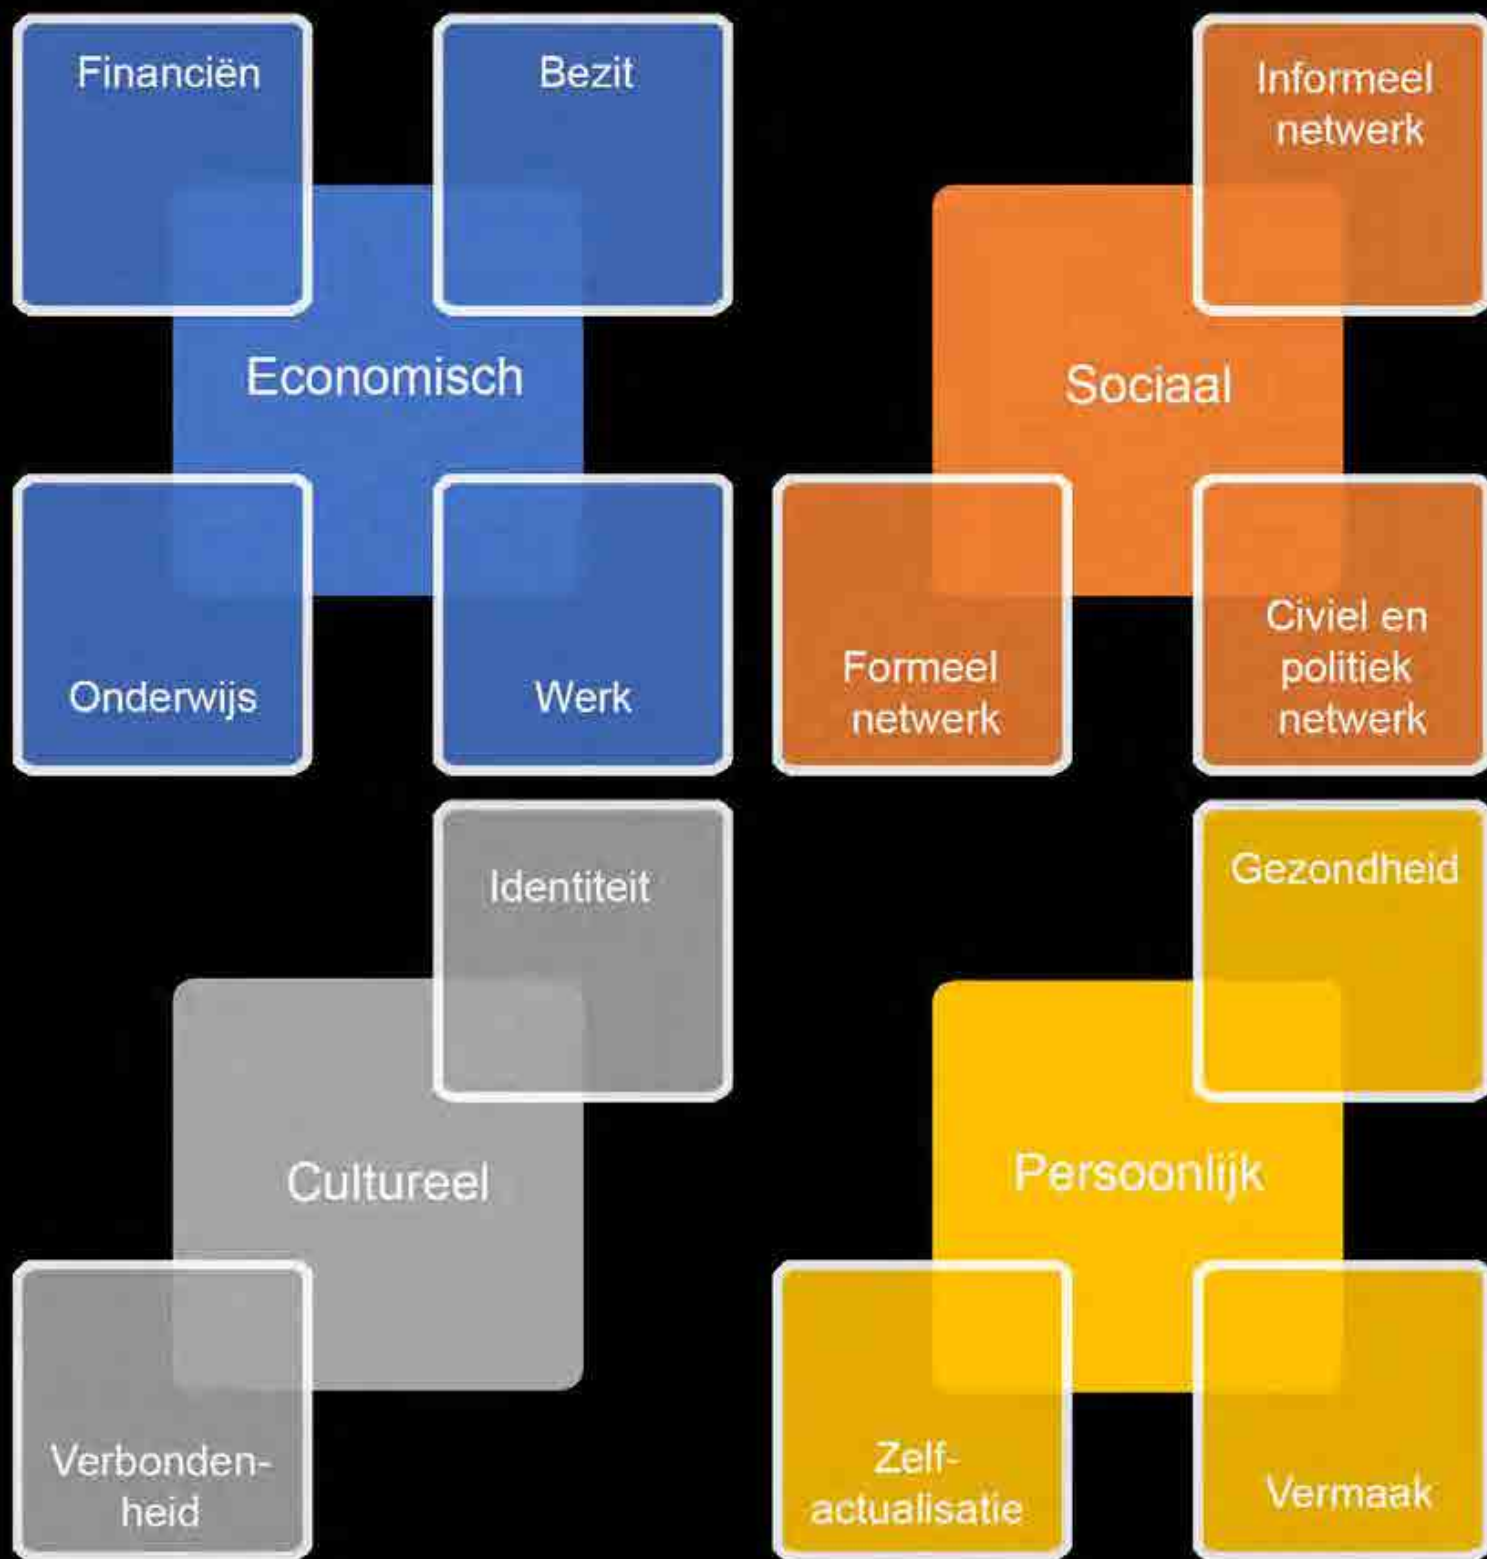 Financiën
Bezit
Economisch
Onderwijs
Werk
Informeel
netwerk
Sociaal
Formeel
netwerk
Civiel en
politiek
netwerk
Identiteit
Cultureel
Verbonden-
heid
Gezondheid
Persoonlijk
Zelf-
actualisatie
Vermaak